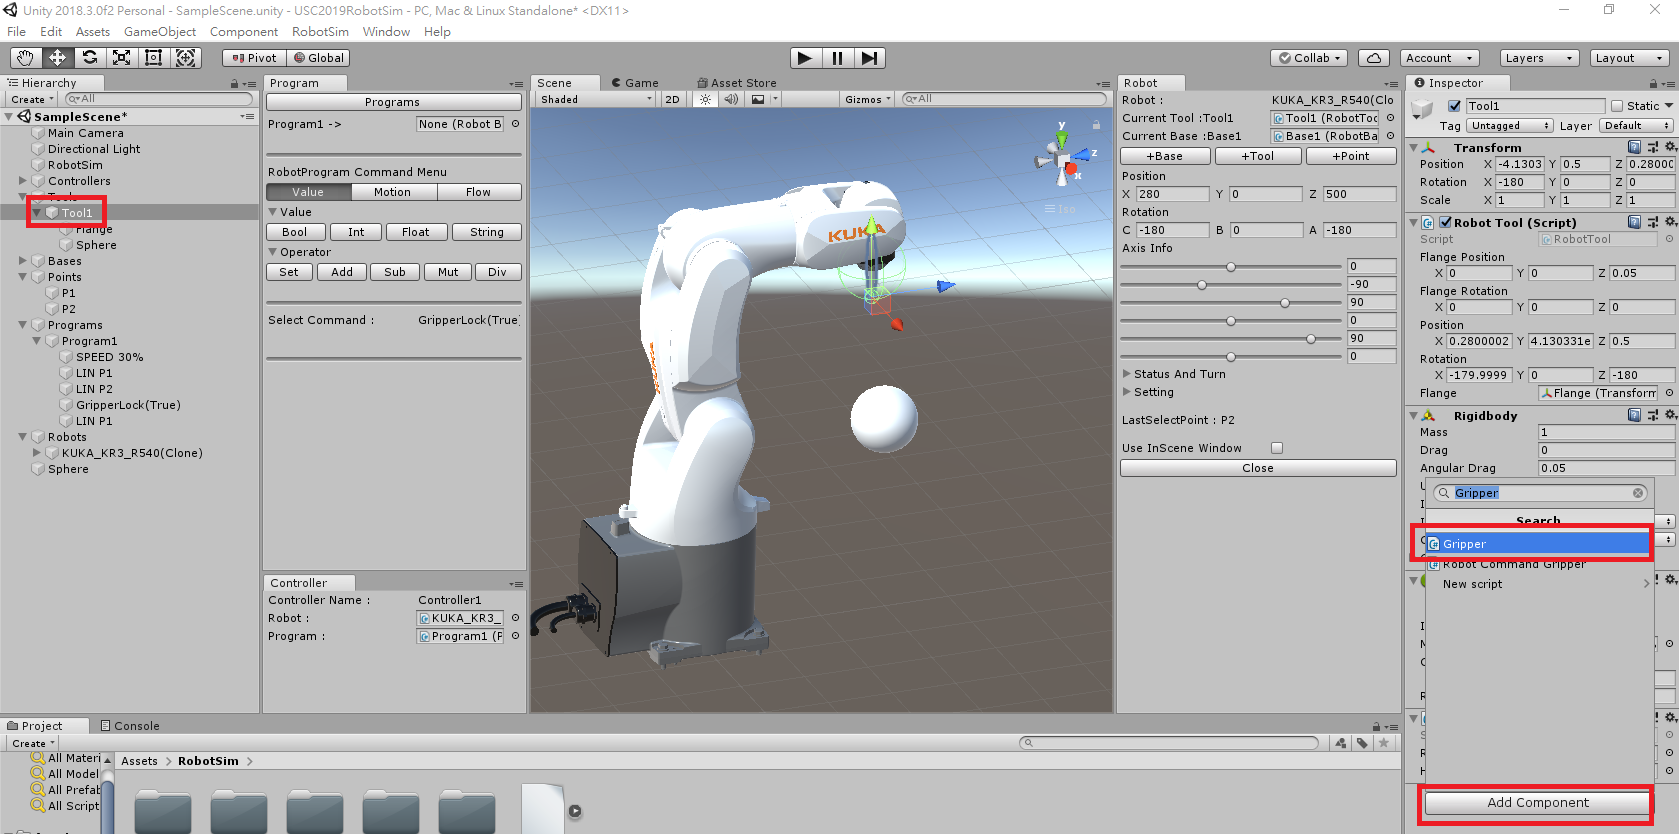 Unity 2018.3.0f2 Personal - SampleScene.unity - USC2019RobotSim - PC, Mac & Linux Standalone* <DX11>
File Edit Assets GameObject Component RobotSim Window Help
Pivot Global Collab Account Layers Layout
Hierarchy
Create All
SampleScene*
Main Camera
Directional Light
RobotSim
Controllers
Tools
Tool1
Flange
Sphere
Bases
Points
P1
P2
Programs
Program1
SPEED 30%
LIN P1
LIN P2
GripperLock(True)
LIN P1
Robots
KUKA_KR3_R540(Clone)
Sphere
Program
Programs
Program1 -> None (Robot B
RobotProgram Command Menu
Value Motion Flow
Value
Bool Int Float String
Operator
Set Add Sub Mut Div
Select Command : GripperLock(True)
Controller
Controller Name : Controller1
Robot : KUKA_KR3_
Program : Program1 (P
Scene Game Asset Store
Shaded 2D Gizmos All
y
z
x
Iso
KUKA
Robot
Robot : KUKA_KR3_R540(Clo
Current Tool :Tool1 Tool1 (RobotToo
Current Base :Base1 Base1 (RobotBa
+Base +Tool +Point
Position
X 280 Y 0 Z 500
Rotation
C -180 B 0 A -180
Axis Info
0
-90
90
0
90
0
Status And Turn
Setting
LastSelectPoint : P2
Use InScene Window
Close
Inspector
Tool1 Static
Tag Untagged Layer Default
Transform
Position X -4.1303 Y 0.5 Z 0.2800
Rotation X -180 Y 0 Z 0
Scale X 1 Y 1 Z 1
Robot Tool (Script)
Script RobotTool
Flange Position
X 0 Y 0 Z 0.05
Flange Rotation
X 0 Y 0 Z 0
Position
X 0.2800002 Y 4.130331e Z 0.5
Rotation
X -179.9999 Y 0 Z -180
Flange Flange (Transform
Rigidbody
Mass 1
Drag 0
Angular Drag 0.05
Gripper
Search
Gripper
Robot Command Gripper
New script
Add Component
Project Console
Create
All Materi
All Model
All Prefab
All Script
Assets RobotSim